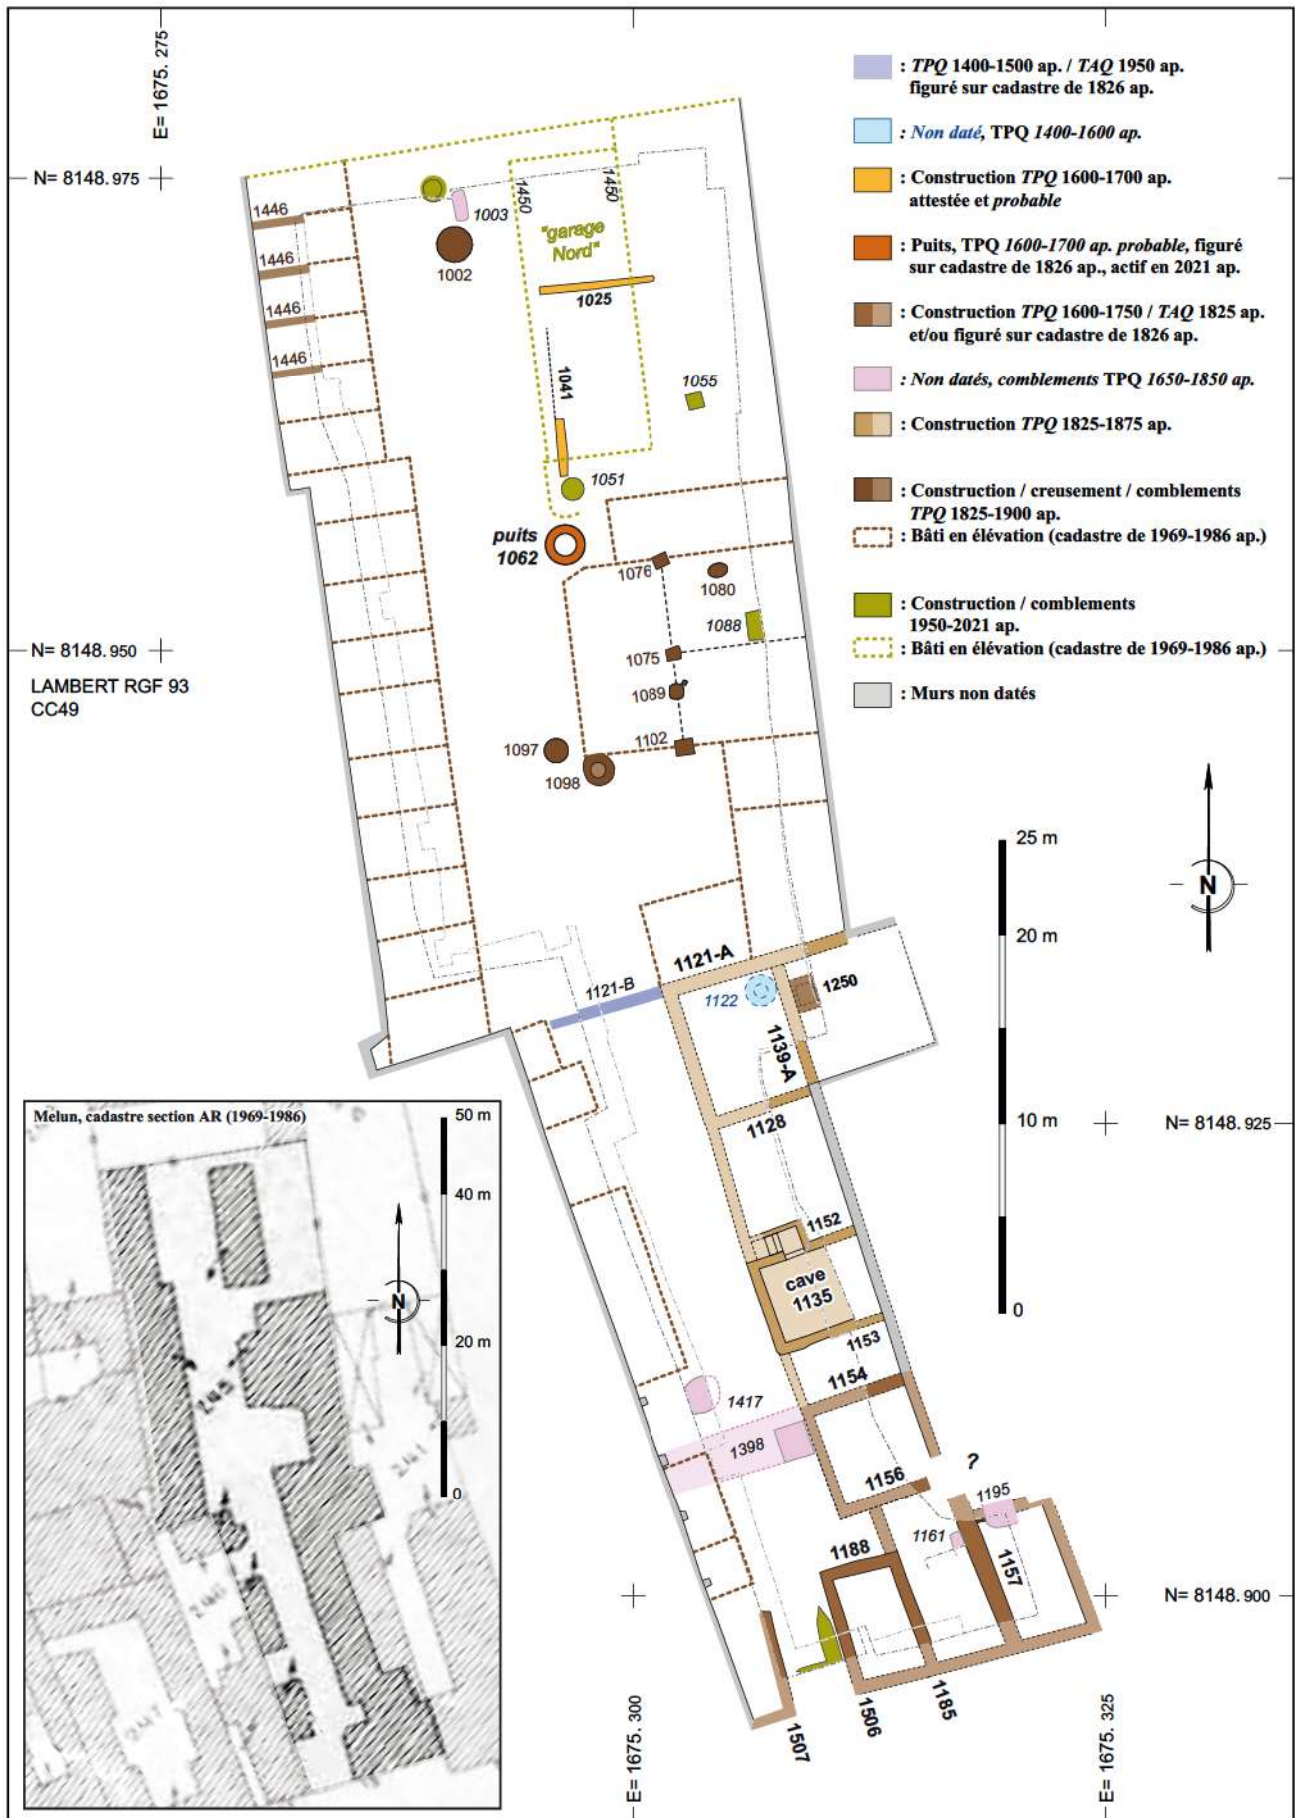 E= 1675. 275
N= 8148.975
N= 8148.950
LAMBERT RGF 93
CC49
: TPQ 1400-1500 ap. / TAQ 1950 ap.
figuré sur cadastre de 1826 ap.
: Non daté, TPQ 1400-1600 ap.
: Construction TPQ 1600-1700 ap.
attestée et probable
: Puits, TPQ 1600-1700 ap. probable, figuré
sur cadastre de 1826 ap., actif en 2021 ap.
: Construction TPQ 1600-1750 / TAQ 1825 ap.
et/ou figuré sur cadastre de 1826 ap.
: Non datés, comblements TPQ 1650-1850 ap.
: Construction TPQ 1825-1875 ap.
: Construction / creusement / comblements
TPQ 1825-1900 ap.
: Bâti en élévation (cadastre de 1969-1986 ap.)
: Construction / comblements
1950-2021 ap.
: Bâti en élévation (cadastre de 1969-1986 ap.)
: Murs non datés
1446
1446
1446
1446
1003
1002
1450
1450
"garage
Nord"
1025
1041
1055
1051
puits
1062
1076
1080
1088
1075
1089
1102
1097
1098
25 m
20 m
10 m
0
N
1121-A
1121-B
1122
1250
1139-A
1128
N= 8148.925
1152
cave
1135
1153
1154
1417
1398
1156
?
1195
1161
1157
1188
N= 8148.900
1506
1185
1507
E= 1675. 300
E= 1675. 325
Melun, cadastre section AR (1969-1986)
50 m
40 m
N
20 m
0